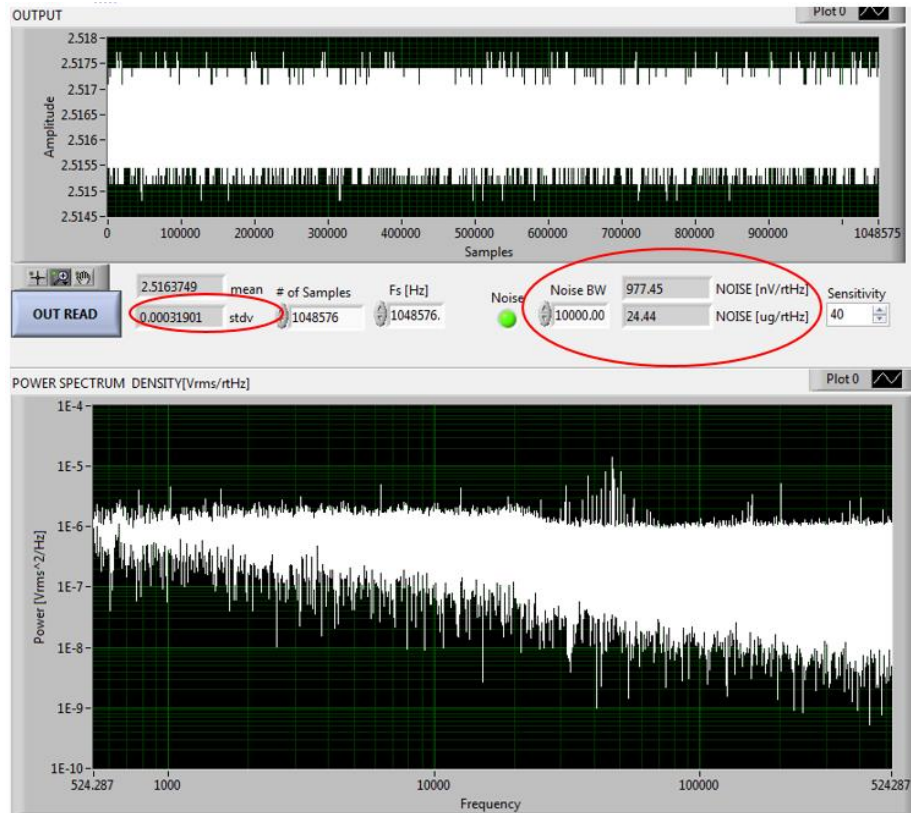 OUTPUT
Plot 0
2.518
2.5175
2.517
2.5165
2.516
2.5155
2.515
2.5145
Amplitude
0 100000 200000 300000 400000 500000 600000 700000 800000 900000 1048575
Samples
OUT READ
2.5163749 mean
0.00031901 stdv
# of Samples
1048576
Fs [Hz]
1048576.
Noise
Noise BW
10000.00
977.45 NOISE [nV/rtHz]
24.44 NOISE [ug/rtHz]
Sensitivity
40
POWER SPECTRUM DENSITY[Vrms/rtHz]
Plot 0
1E-4
1E-5
1E-6
1E-7
1E-8
1E-9
1E-10
Power [Vrms^2/Hz]
524.287 1000 10000 100000 524287
Frequency